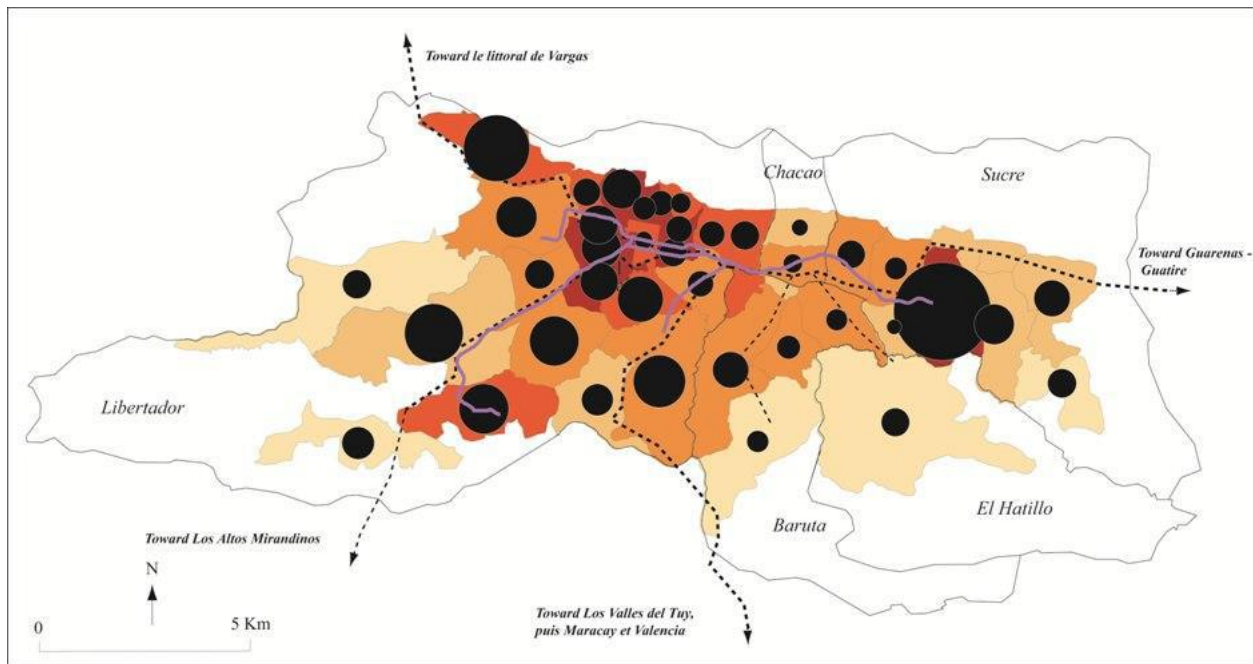 Toward le littoral de Vargas
Chacao
Sucre
Toward Guarenas -
Guatire
Libertador
El Hatillo
Baruta
Toward Los Altos Mirandinos
N
Toward Los Valles del Tuy,
puis Maracay et Valencia
0
5 Km